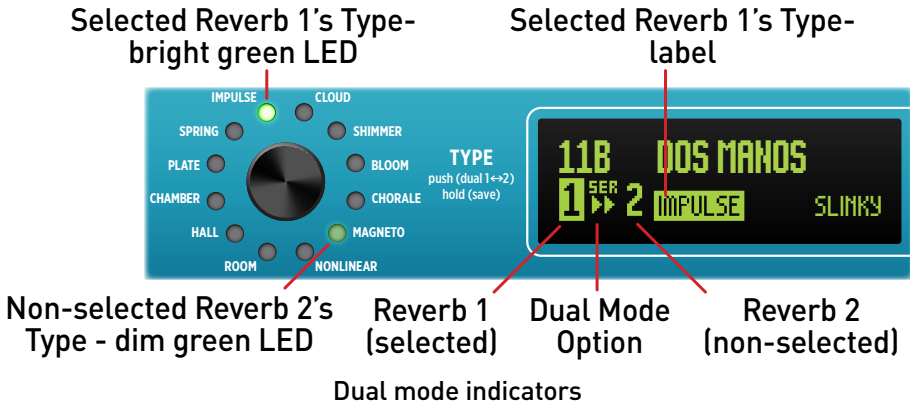 Selected Reverb 1's Type-
bright green LED
Selected Reverb 1's Type-
label
IMPULSE
CLOUD
SPRING
SHIMMER
PLATE
BLOOM
CHAMBER
CHORALE
HALL
MAGNETO
ROOM
NONLINEAR
TYPE
push (dual 1↔2)
hold (save)
11B DOS MANOS
1 SER 2 IMPULSE SLINKY
Non-selected Reverb 2's
Type - dim green LED
Reverb 1
(selected)
Dual Mode
Option
Reverb 2
(non-selected)
Dual mode indicators